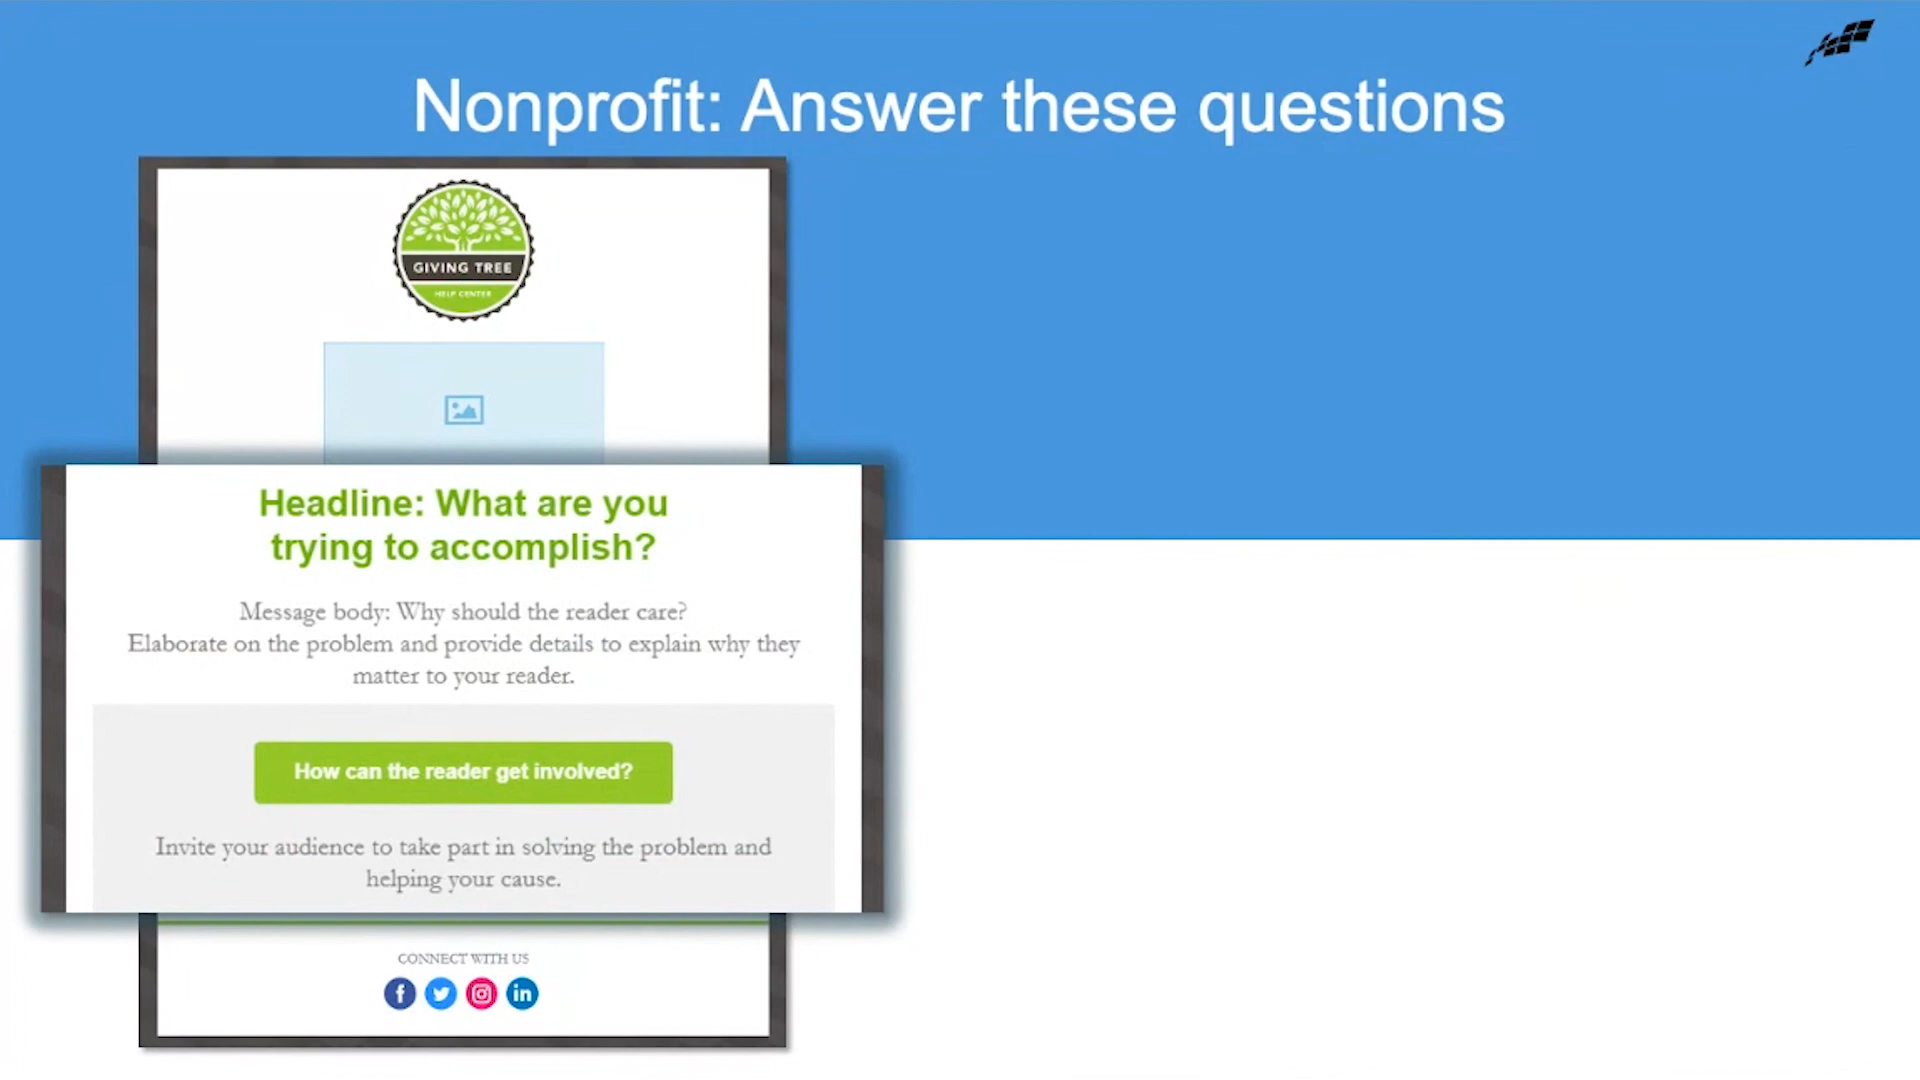 Nonprofit: Answer these questions
GIVING TREE
HELP CENTER
Headline: What are you
trying to accomplish?
Message body: Why should the reader care?
Elaborate on the problem and provide details to explain why they
matter to your reader.
How can the reader get involved?
Invite your audience to take part in solving the problem and
helping your cause.
CONNECT WITH US